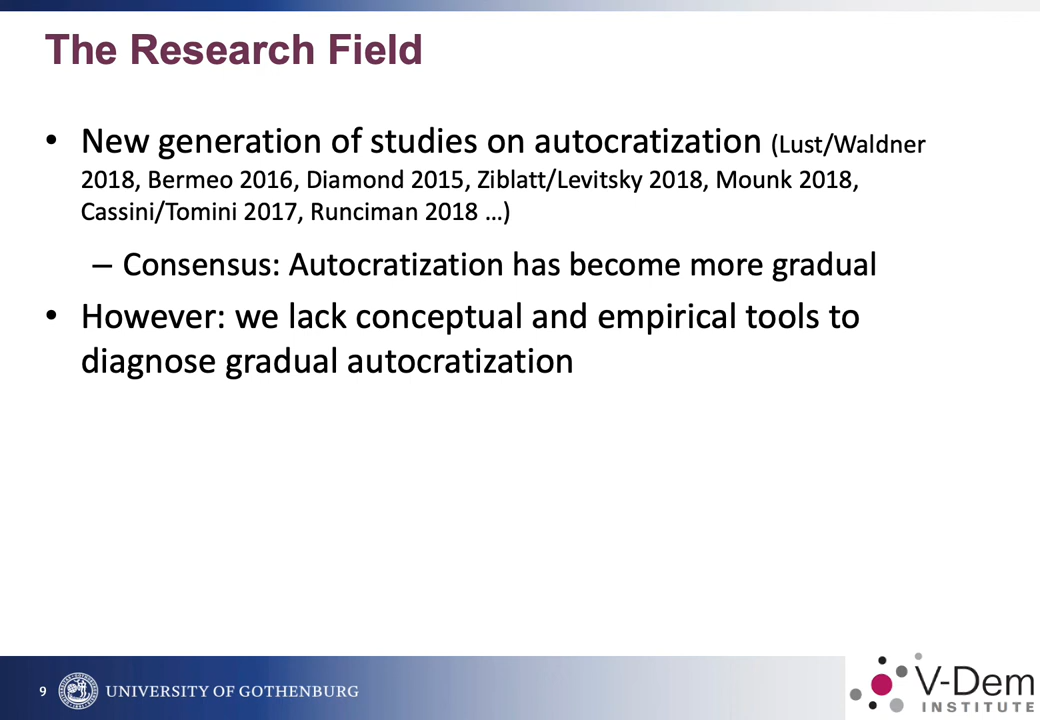 The Research Field
• New generation of studies on autocratization (Lust/Waldner
2018, Bermeo 2016, Diamond 2015, Ziblatt/Levitsky 2018, Mounk 2018,
Cassini/Tomini 2017, Runciman 2018 …)
– Consensus: Autocratization has become more gradual
• However: we lack conceptual and empirical tools to
diagnose gradual autocratization
9
UNIVERSITY OF GOTHENBURG
V-Dem
INSTITUTE